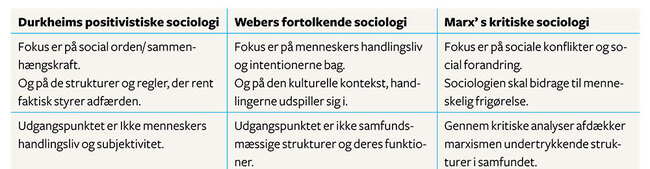 Durkheims positivistiske sociologi
Webers fortolkende sociologi
Marx' s kritiske sociologi
Fokus er på social orden/ sammen-
hængskraft.
Og på de strukturer og regler, der rent
faktisk styrer adfærden.
Fokus er på menneskers handlingsliv
og intentionerne bag.
Og på den kulturelle kontekst, hand-
lingerne udspiller sig i.
Fokus er på sociale konflikter og so-
cial forandring.
Sociologien skal bidrage til menne-
skelig frigørelse.
Udgangspunktet er Ikke menneskers
handlingsliv og subjektivitet.
Udgangspunktet er ikke samfunds-
mæssige strukturer og deres funktio-
ner.
Gennem kritiske analyser afdækker
marxismen undertrykkende struk-
turer i samfundet.